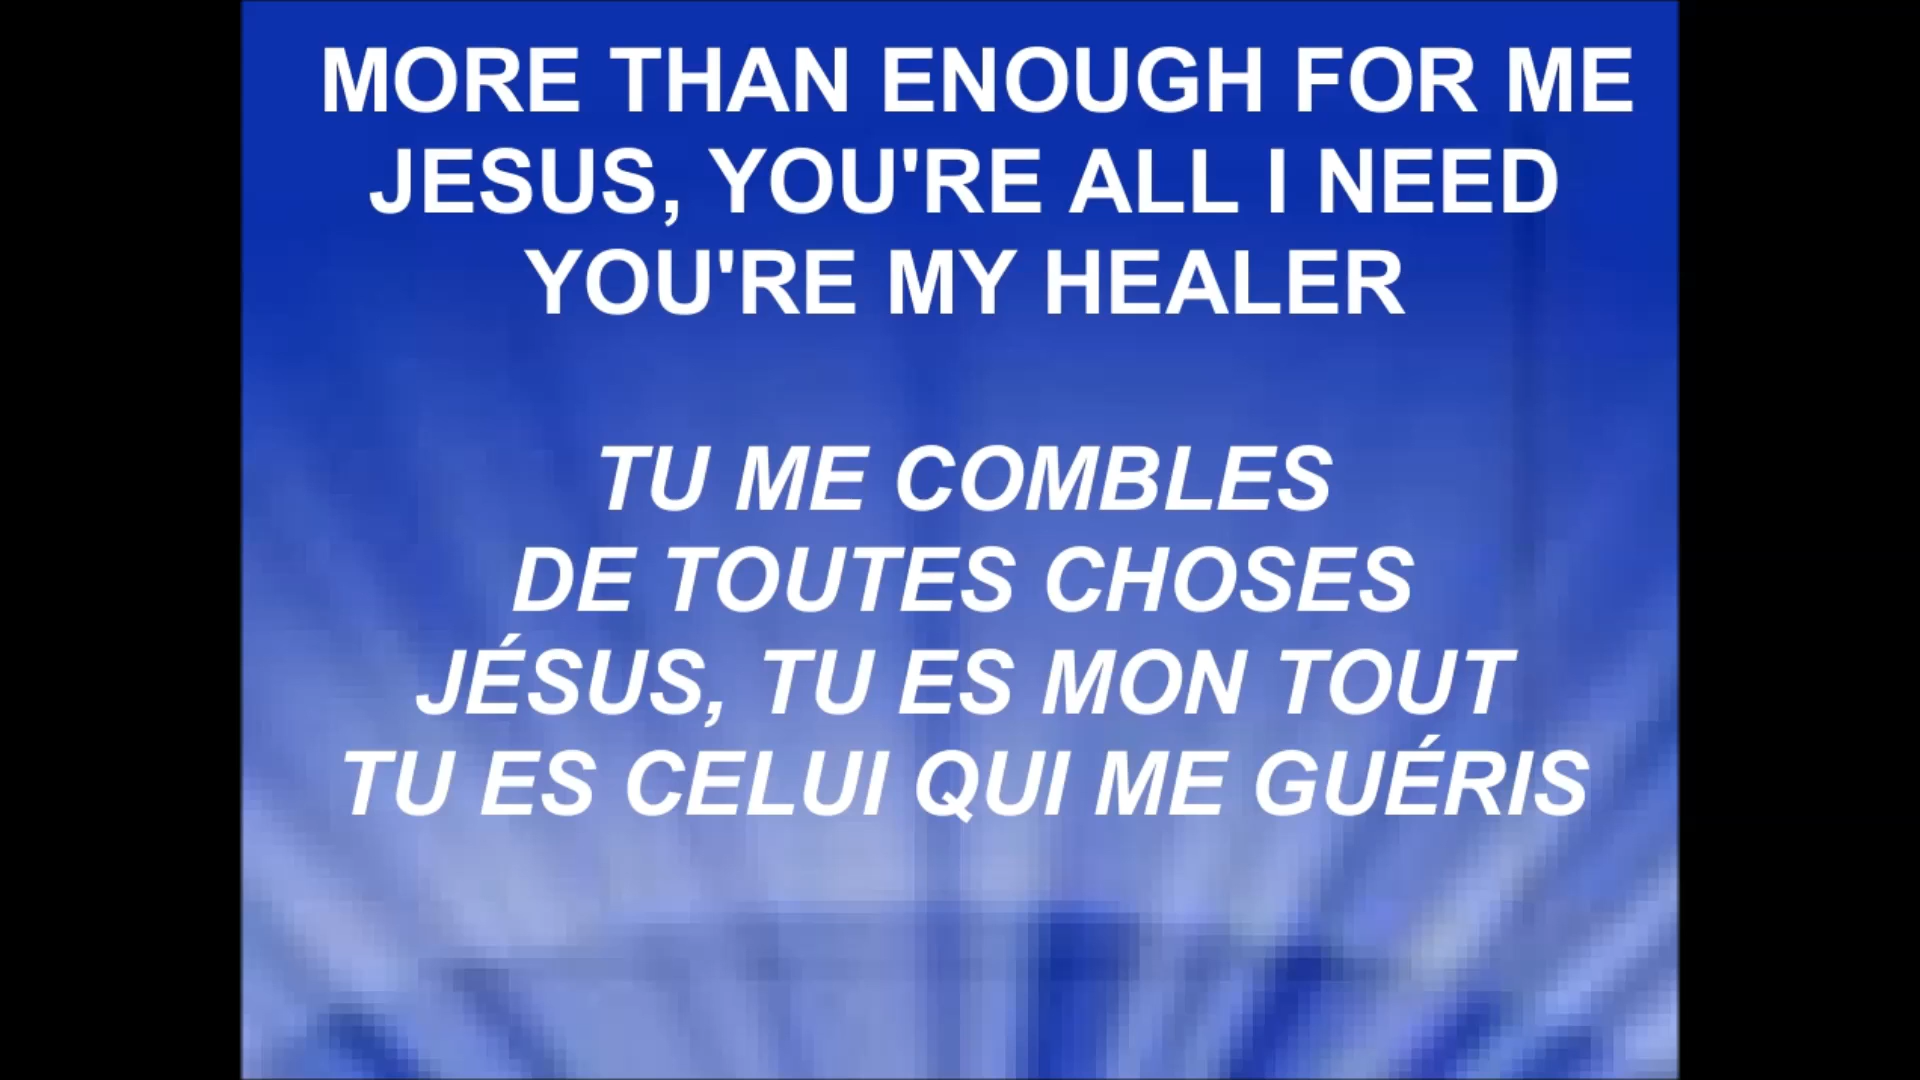 MORE THAN ENOUGH FOR ME
JESUS, YOU'RE ALL I NEED
YOU'RE MY HEALER
TU ME COMBLES
DE TOUTES CHOSES
JÉSUS, TU ES MON TOUT
TU ES CELUI QUI ME GUÉRIS